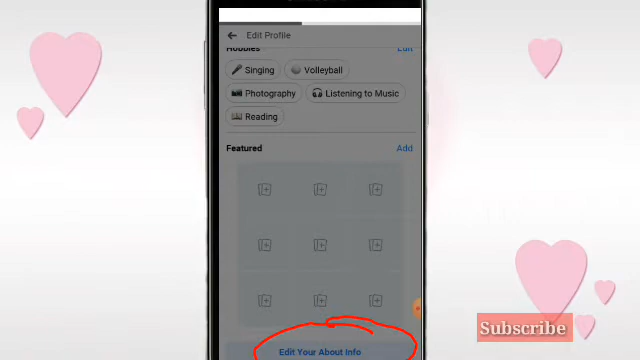 Edit Profile
Hobbies
Edit
Singing
Volleyball
Photography
Listening to Music
Reading
Featured
Add
Edit Your About Info
Subscribe